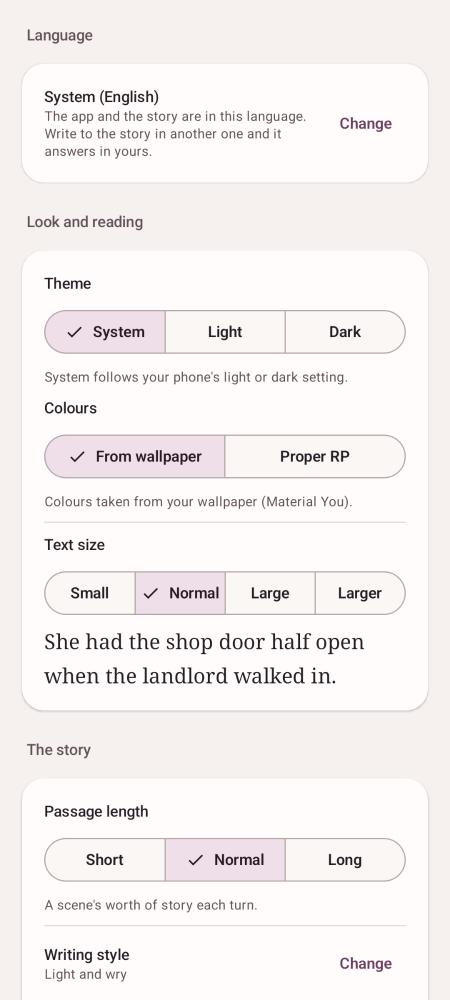 Language
System (English)
The app and the story are in this language.
Write to the story in another one and it
answers in yours.
Change
Look and reading
Theme
System
Light
Dark
System follows your phone's light or dark setting.
Colours
From wallpaper
Proper RP
Colours taken from your wallpaper (Material You).
Text size
Small
Normal
Large
Larger
She had the shop door half open
when the landlord walked in.
The story
Passage length
Short
Normal
Long
A scene's worth of story each turn.
Writing style
Light and wry
Change